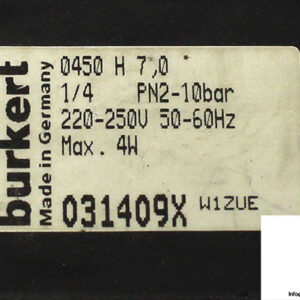 burkert
Made in Germany
0450 H 7,0
1/4 PN2-10bar
220-250V 50-60Hz
Max. 4W
031409X W1ZUE